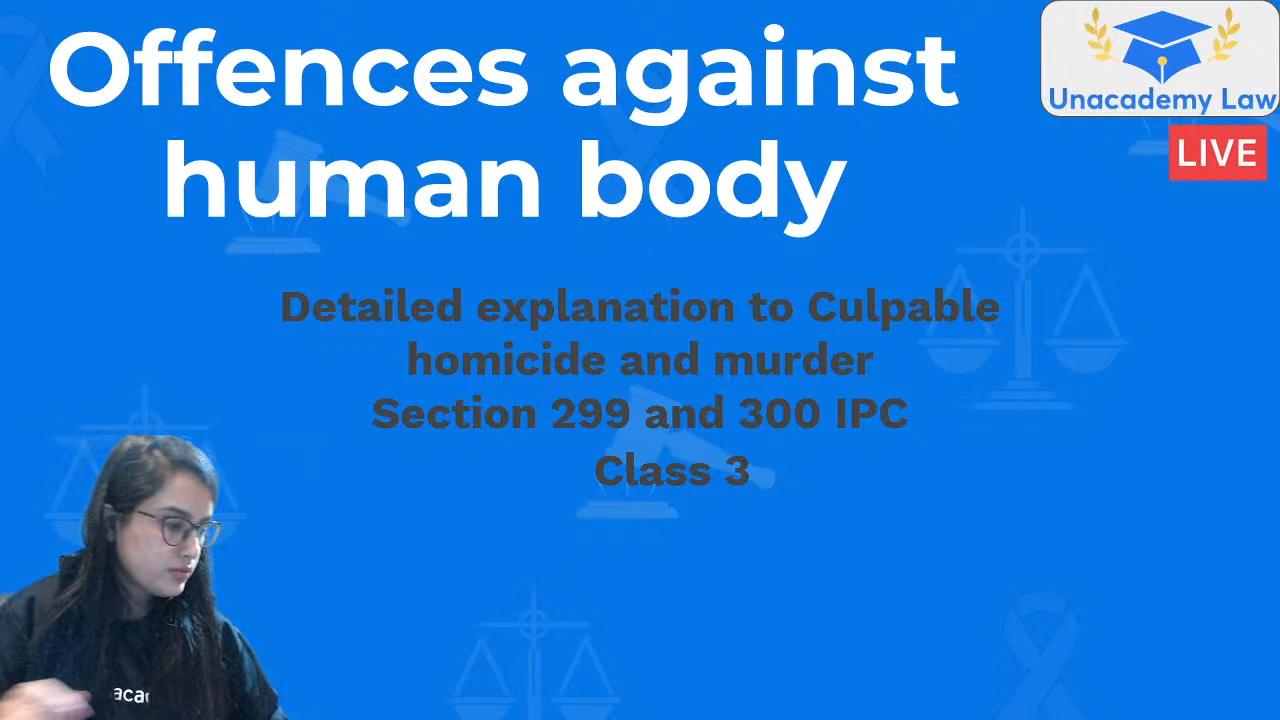 Offences against
human body
Unacademy Law
LIVE
Detailed explanation to Culpable
homicide and murder
Section 299 and 300 IPC
Class 3